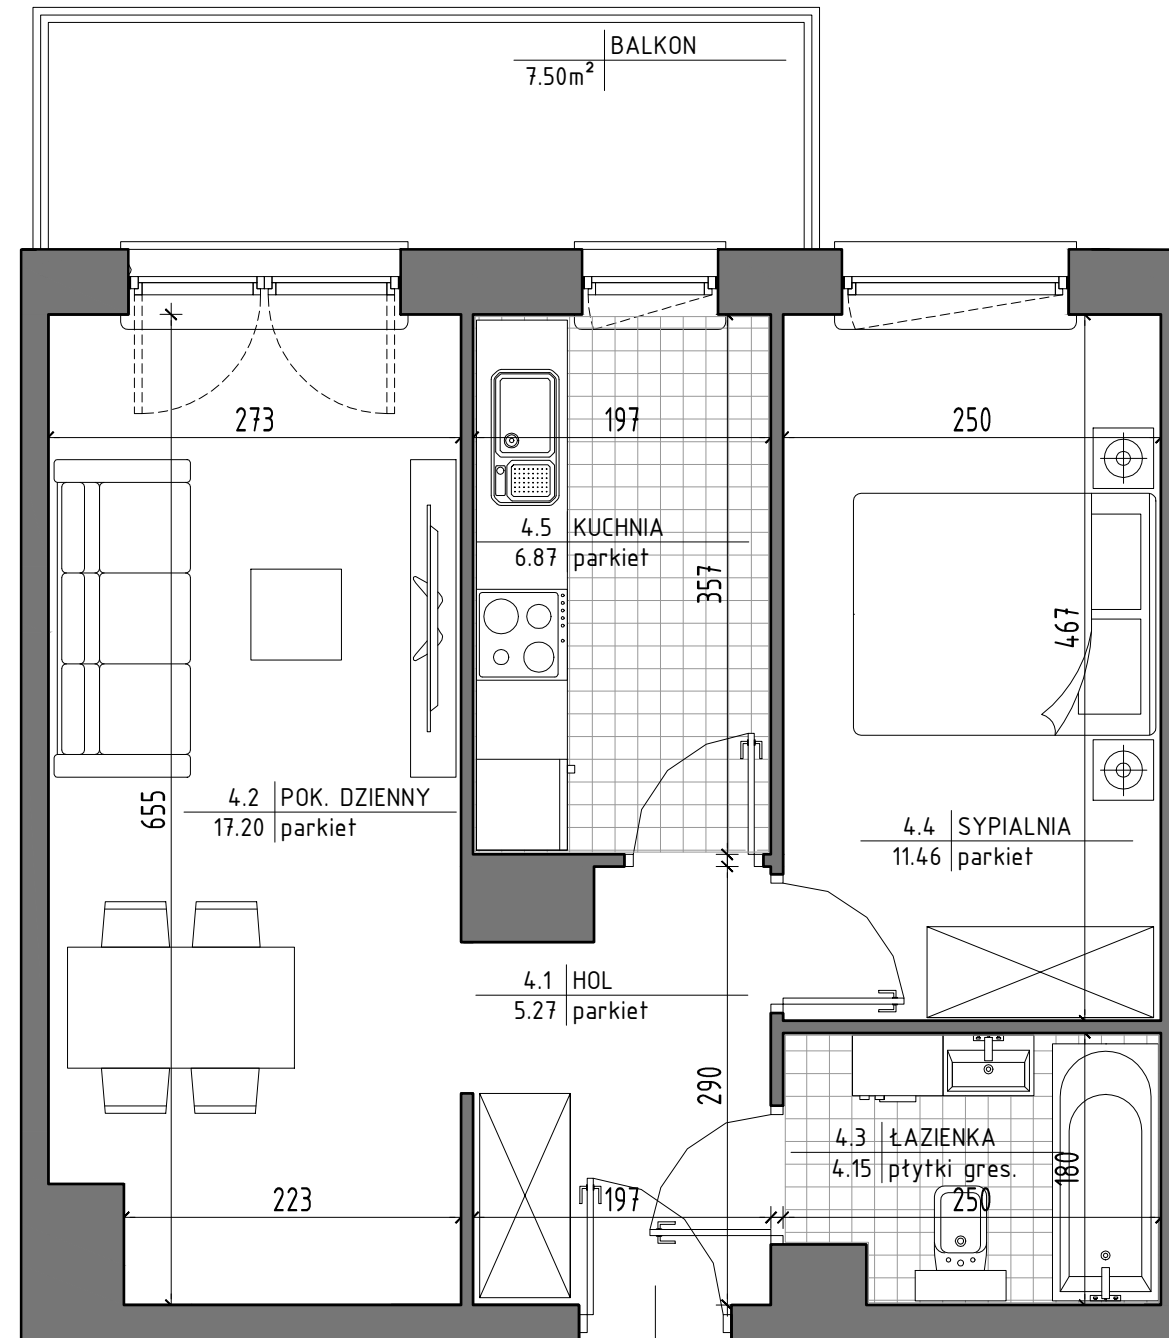 BALKON
7.50m²
273
197
250
4.5 KUCHNIA
6.87 parkiet
357
467
655
4.2 POK. DZIENNY
17.20 parkiet
4.4 SYPIALNIA
11.46 parkiet
4.1 HOL
5.27 parkiet
290
4.3 ŁAZIENKA
4.15 płytki gres.
180
223
197
250